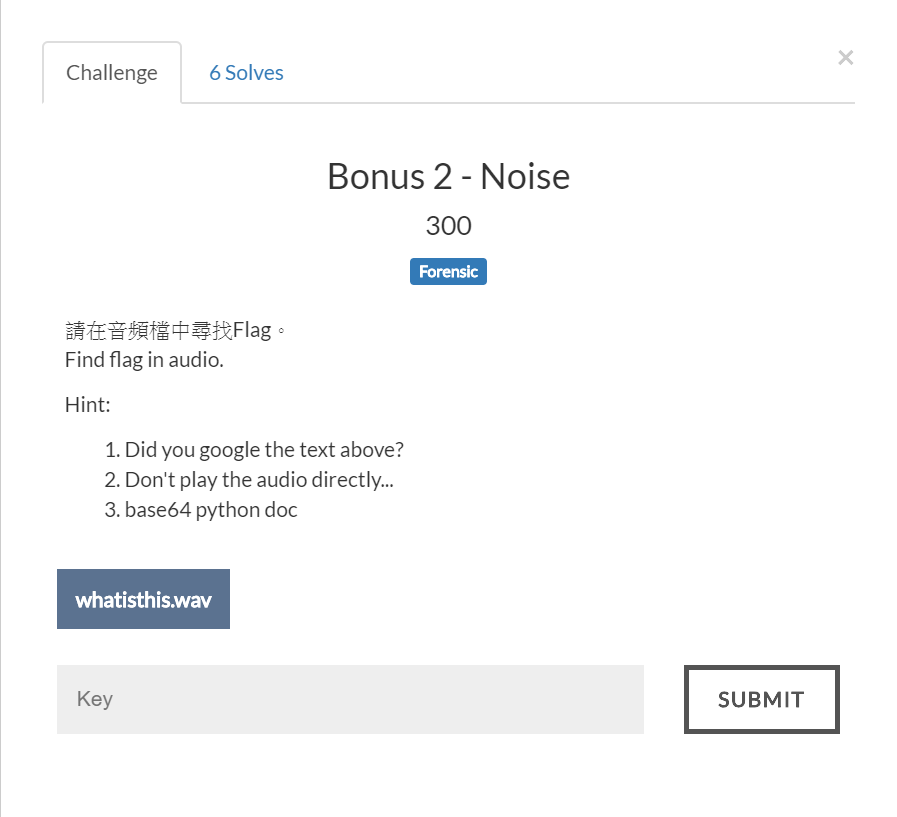 Challenge
6 Solves
×
Bonus 2 - Noise
300
Forensic
請在音頻檔中尋找Flag。
Find flag in audio.
Hint:
1. Did you google the text above?
2. Don't play the audio directly...
3. base64 python doc
whatisthis.wav
Key
SUBMIT